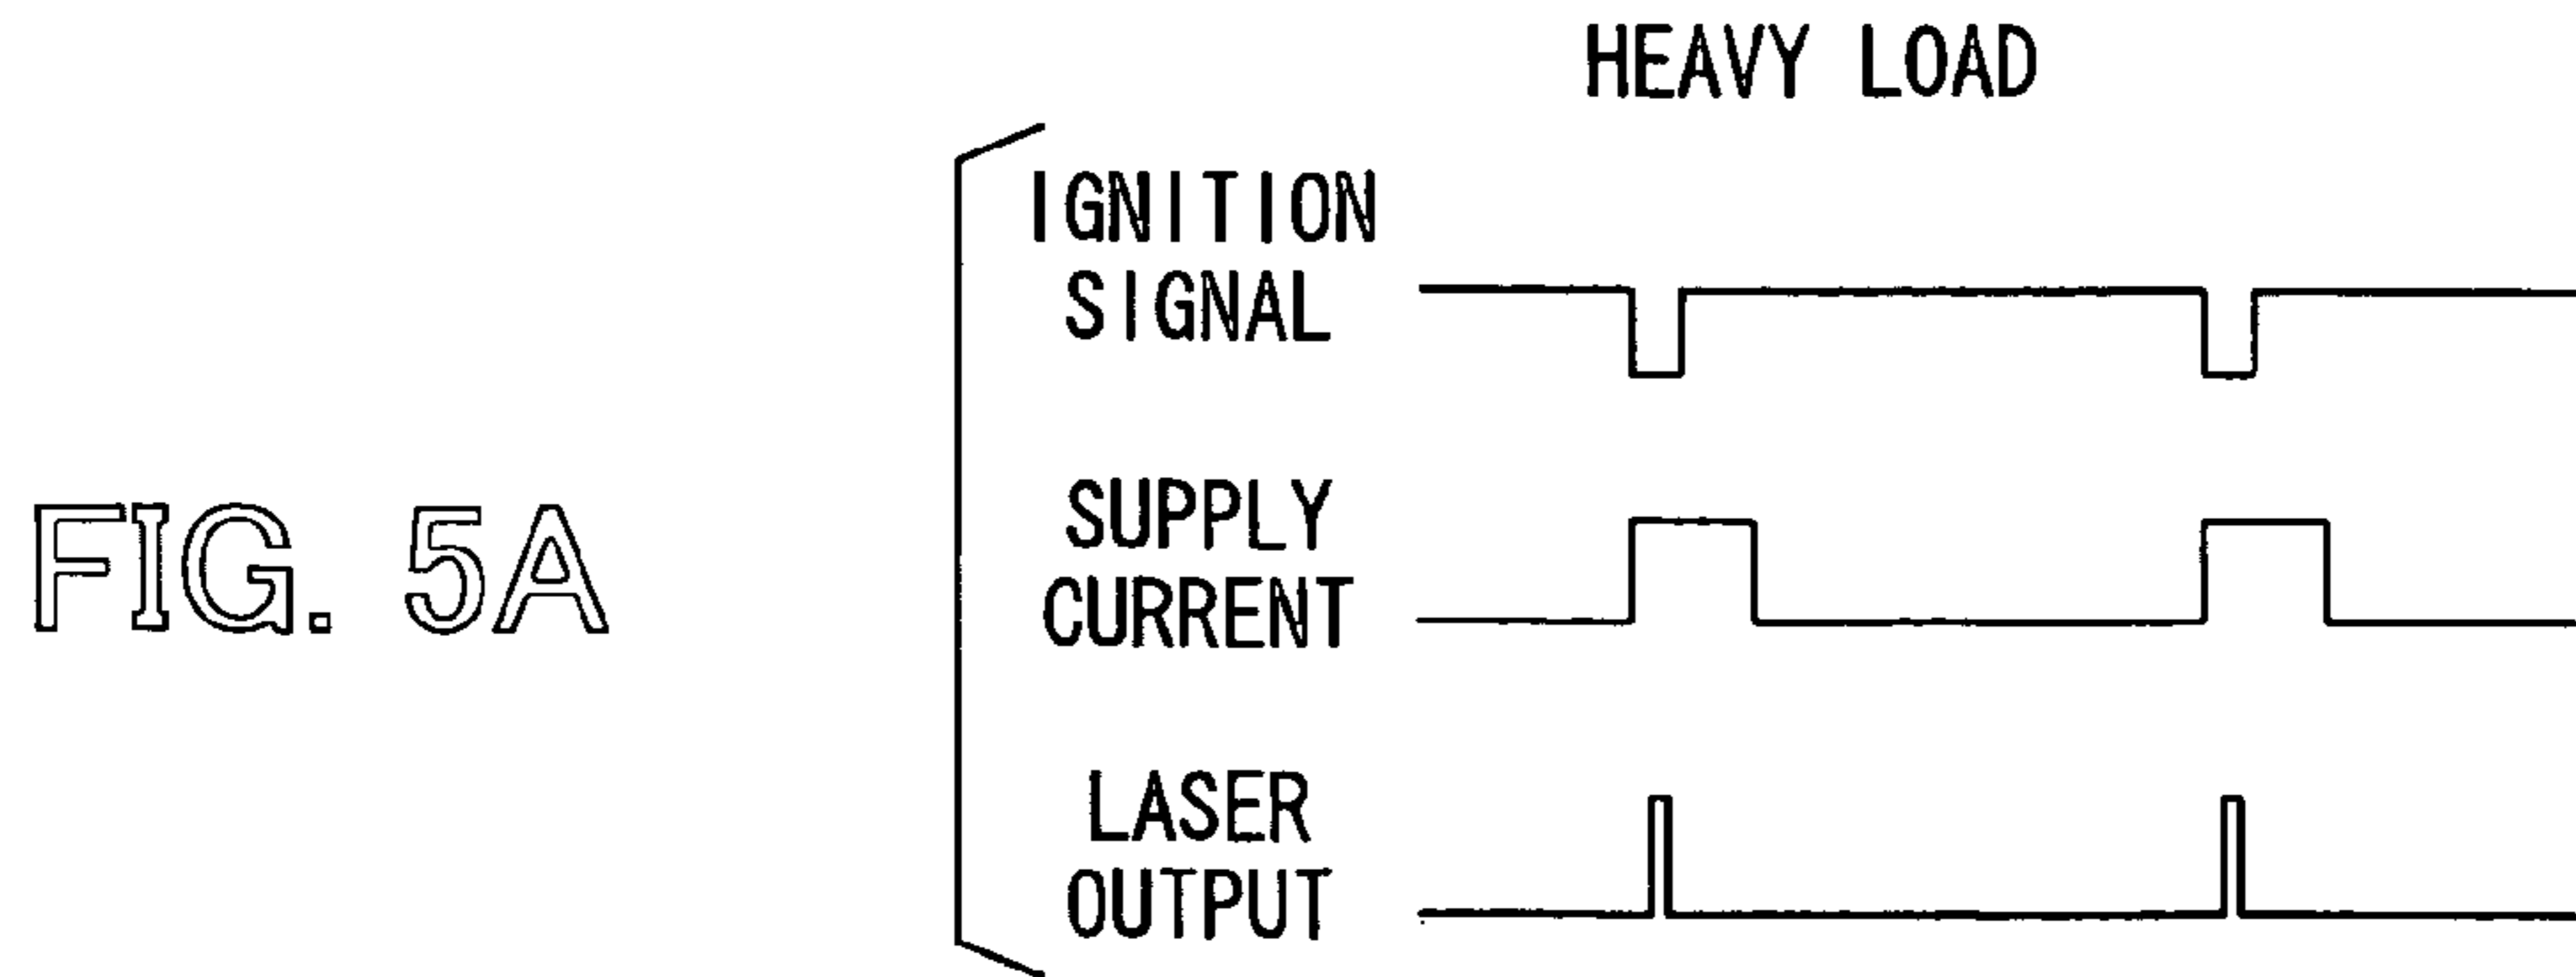 HEAVY LOAD
IGNITION
SIGNAL
FIG. 5A
SUPPLY
CURRENT
LASER
OUTPUT